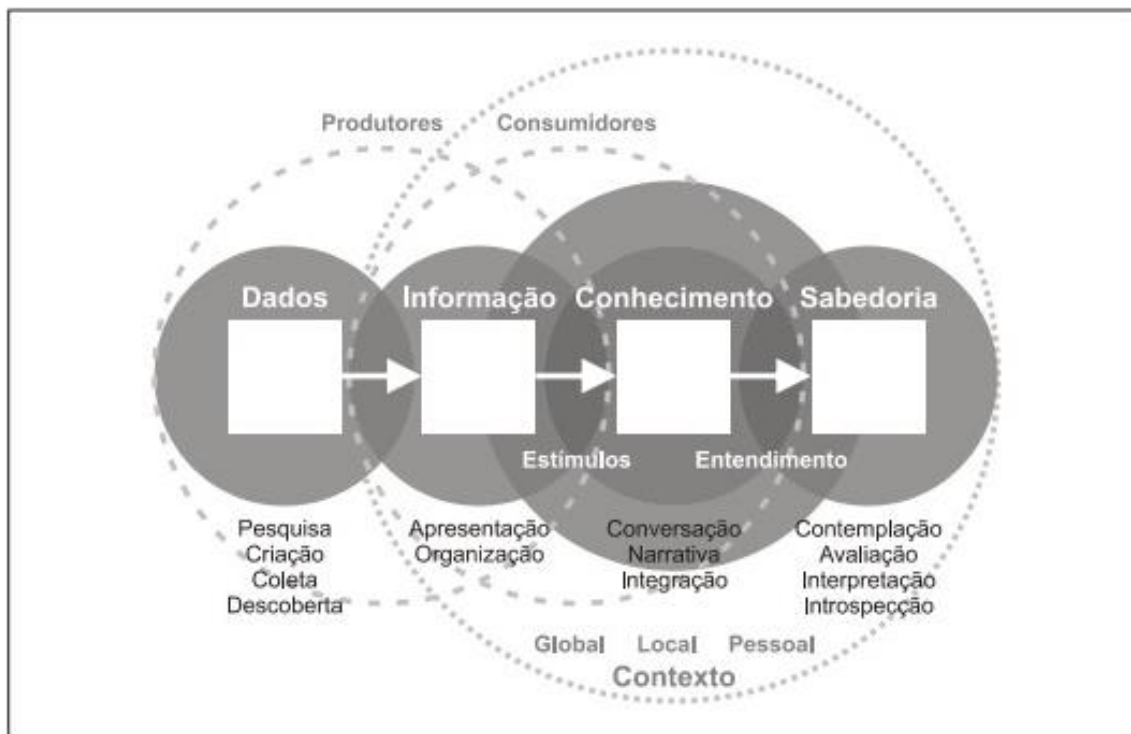 Produtores Consumidores
Dados Informação Conhecimento Sabedoria
Estímulos Entendimento
Pesquisa
Criação
Coleta
Descoberta
Apresentação
Organização
Conversação
Narrativa
Integração
Contemplação
Avaliação
Interpretação
Introspecção
Global Local Pessoal
Contexto